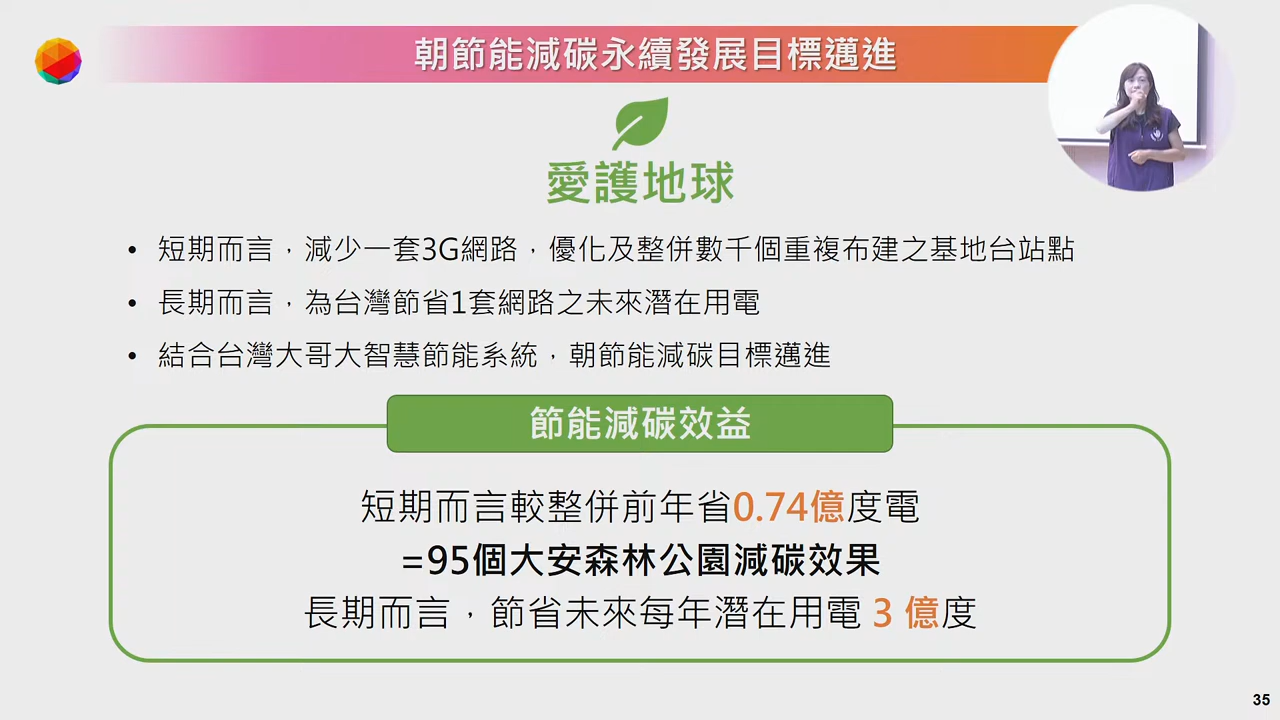 朝節能減碳永續發展目標邁進
愛護地球
• 短期而言，減少一套3G網路，優化及整併數千個重複布建之基地台站點
• 長期而言，為台灣節省1套網路之未來潛在用電
• 結合台灣大哥大智慧節能系統，朝節能減碳目標邁進
節能減碳效益
短期而言較整併前年省0.74億度電
=95個大安森林公園減碳效果
長期而言，節省未來每年潛在用電 3 億度
35